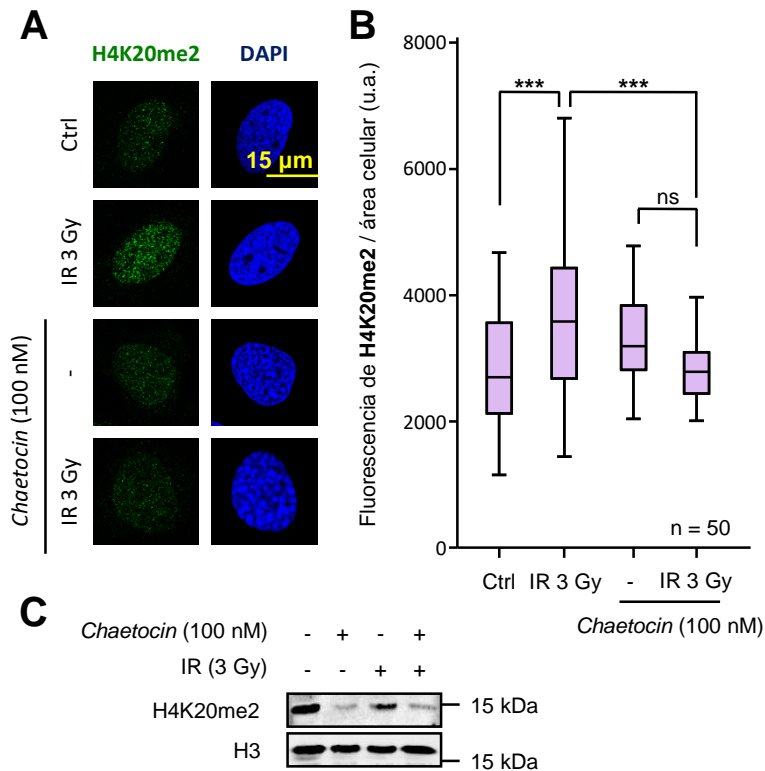 A
H4K20me2 DAPI
Ctrl
15 µm
IR 3 Gy
Chaetocin (100 nM)
-
IR 3 Gy
B
Fluorescencia de H4K20me2 / área celular (u.a.)
8000
6000
4000
2000
0
*** ***
ns
n = 50
Ctrl IR 3 Gy - IR 3 Gy
Chaetocin (100 nM)
C
Chaetocin (100 nM) - + - +
IR (3 Gy) - - + +
H4K20me2 15 kDa
H3 15 kDa